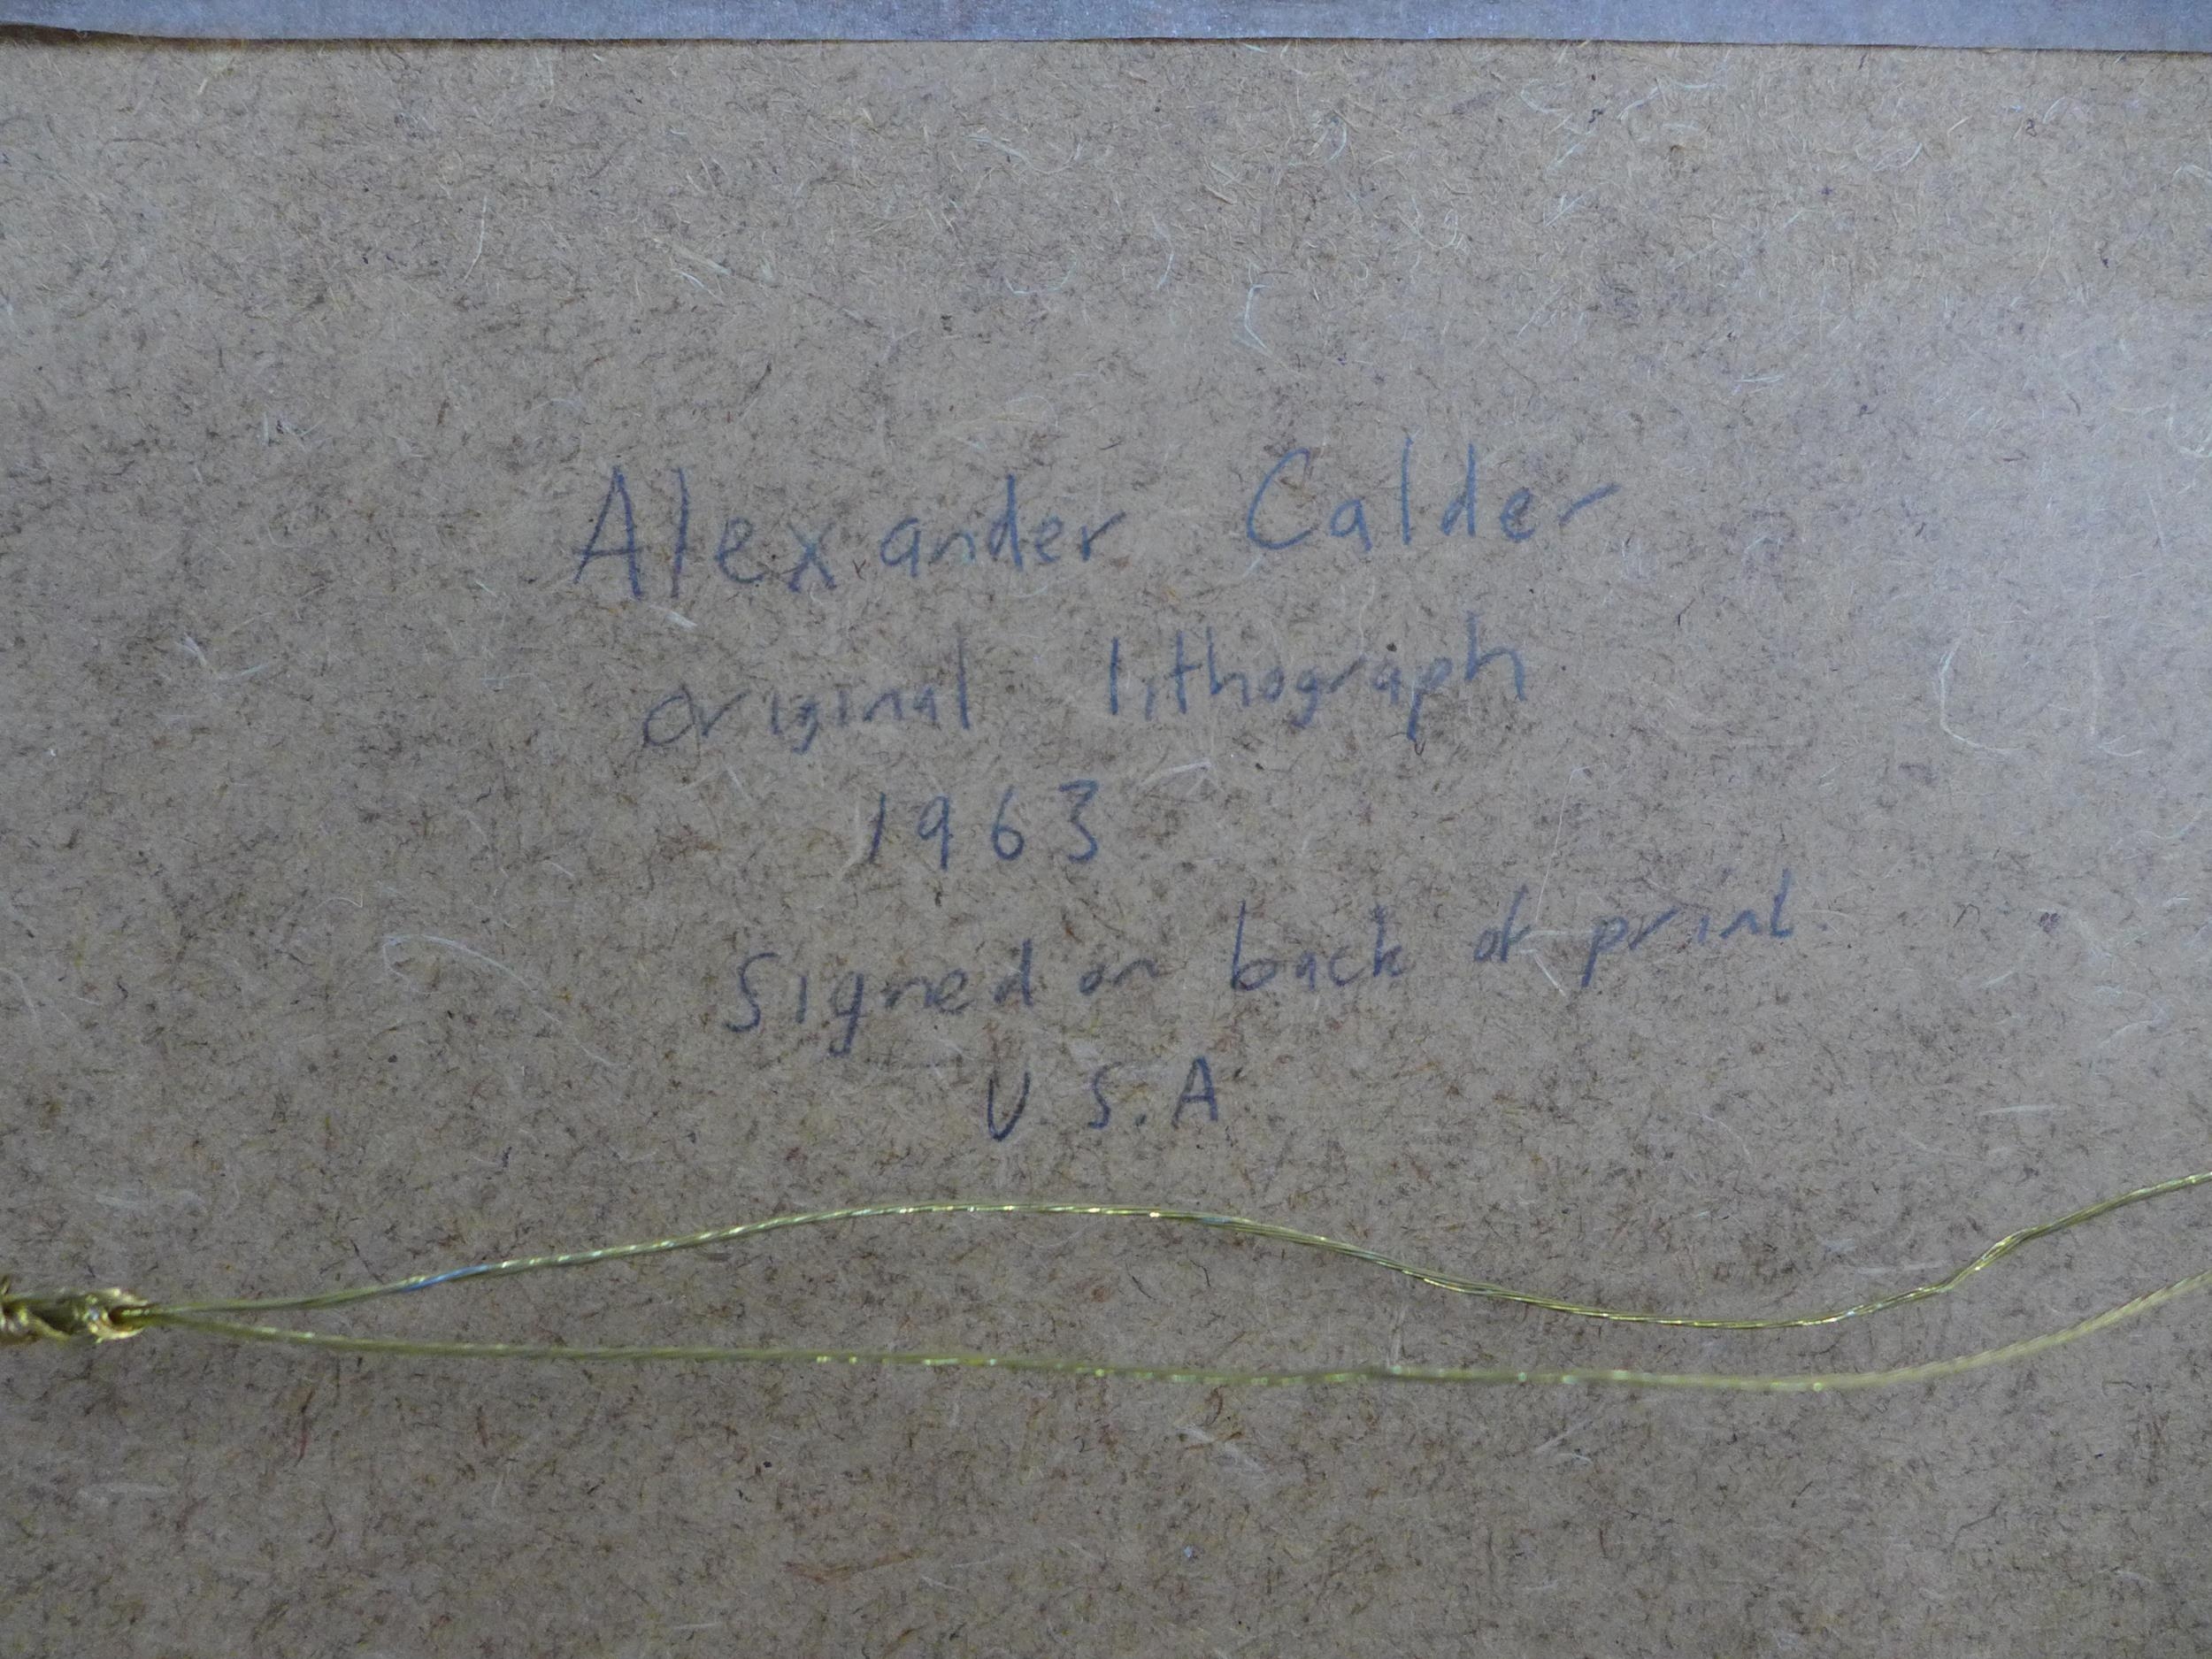 Alexander Calder
original lithograph
1963
Signed on back of print
U S.A